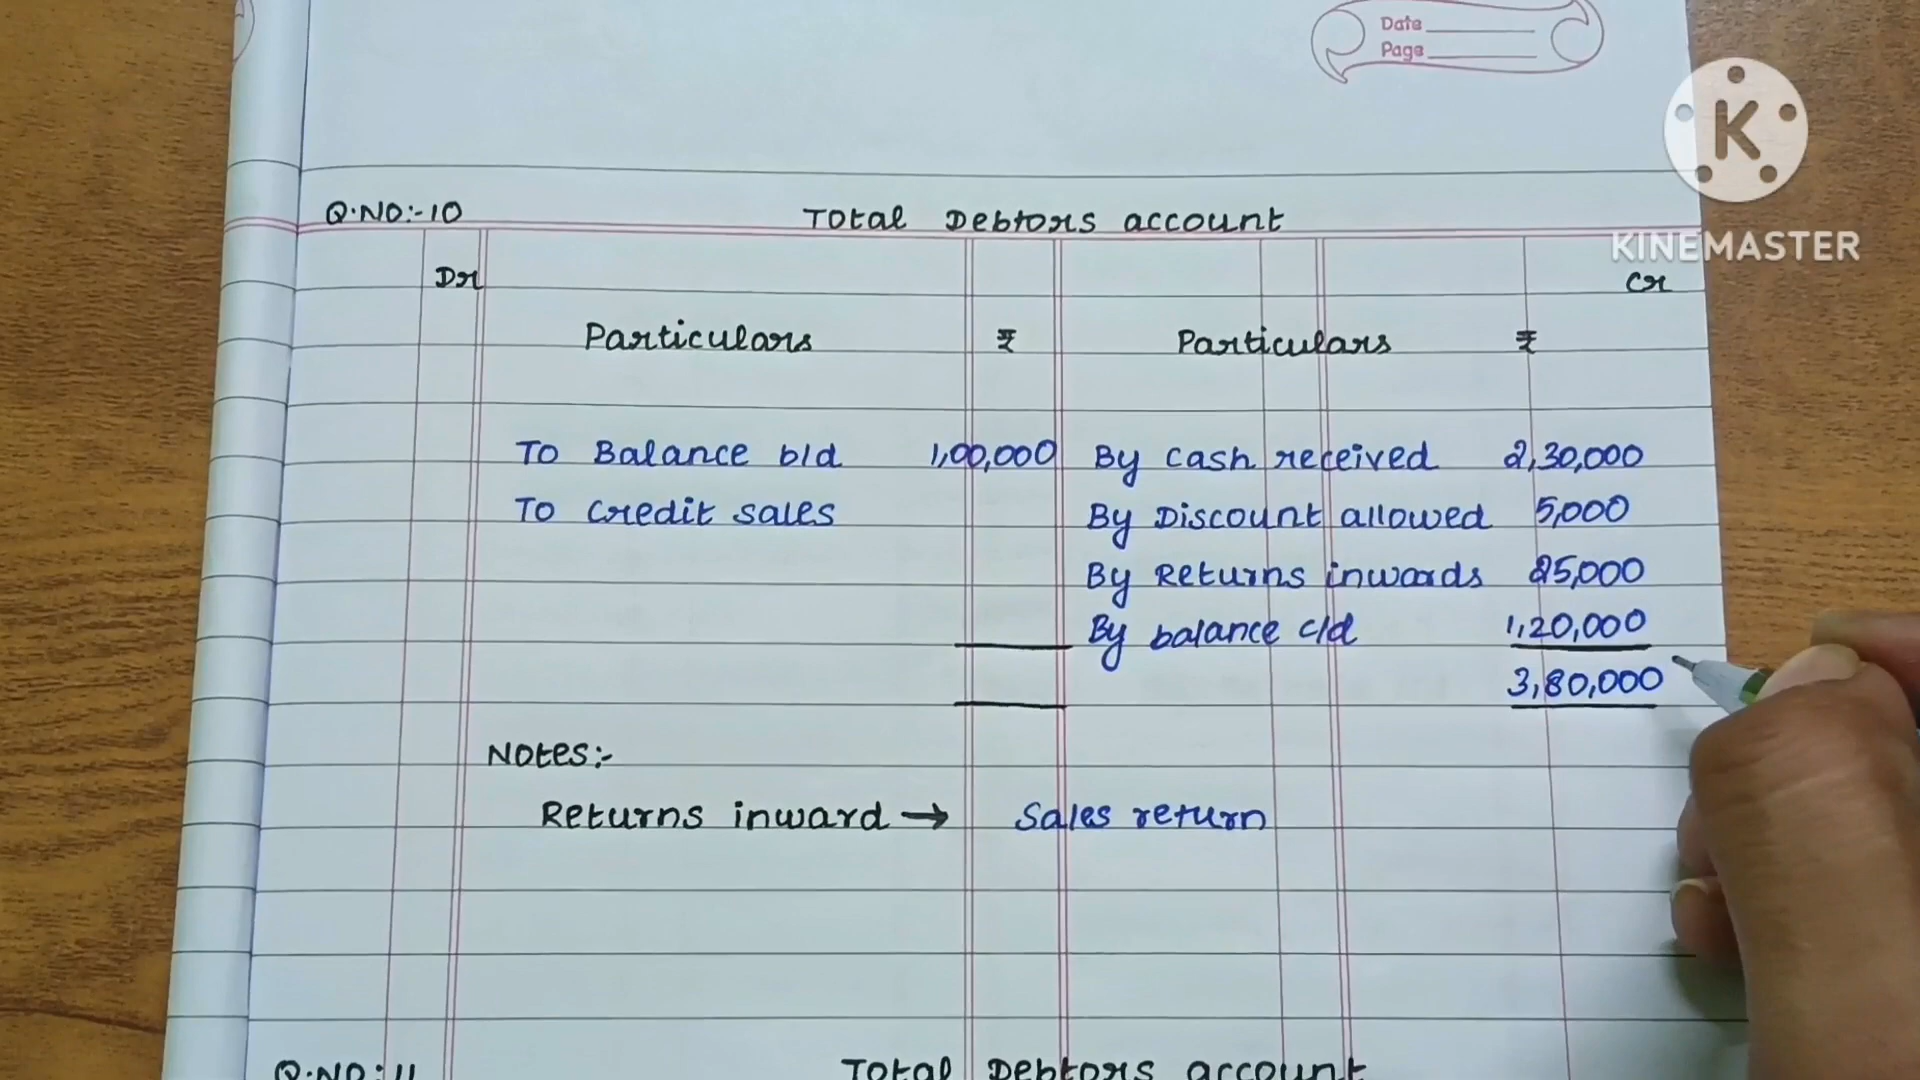 Date
Page
K
KINEMASTER
Q.NO:-10 Total Debtors account
Dr Cr
Particulars ₹ Particulars ₹
To Balance b/d 1,00,000 By cash received 2,30,000
To credit sales By Discount allowed 5,000
By Returns inwards 25,000
By balance c/d 1,20,000
3,80,000
Notes:-
Returns inward → Sales return
Q.NO:11 Total Debtors account